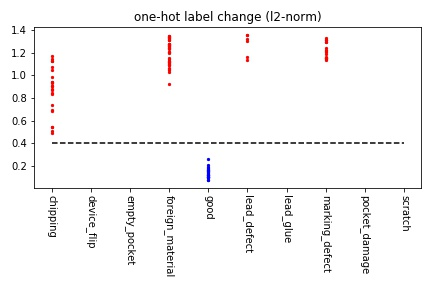 one-hot label change (l2-norm)
1.4
1.2
1.0
0.8
0.6
0.4
0.2
chipping
device_flip
empty_pocket
foreign_material
good
lead_defect
lead_glue
marking_defect
pocket_damage
scratch